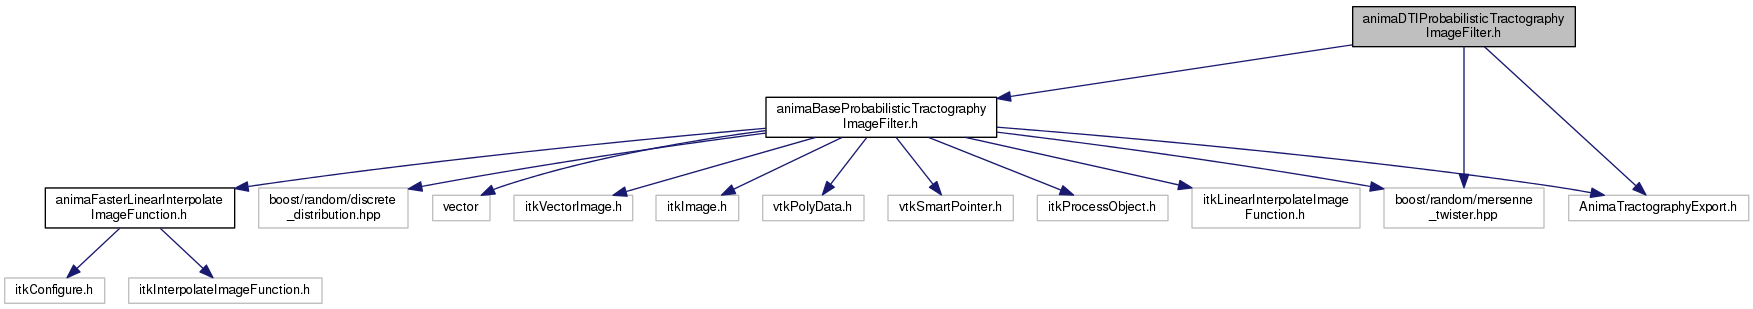 animaDTIProbabilisticTractography
ImageFilter.h
animaBaseProbabilisticTractography
ImageFilter.h
animaFasterLinearInterpolate
ImageFunction.h
boost/random/discrete
_distribution.hpp
vector
itkVectorImage.h
itkImage.h
vtkPolyData.h
vtkSmartPointer.h
itkProcessObject.h
itkLinearInterpolateImage
Function.h
boost/random/mersenne
_twister.hpp
AnimaTractographyExport.h
itkConfigure.h
itkInterpolateImageFunction.h